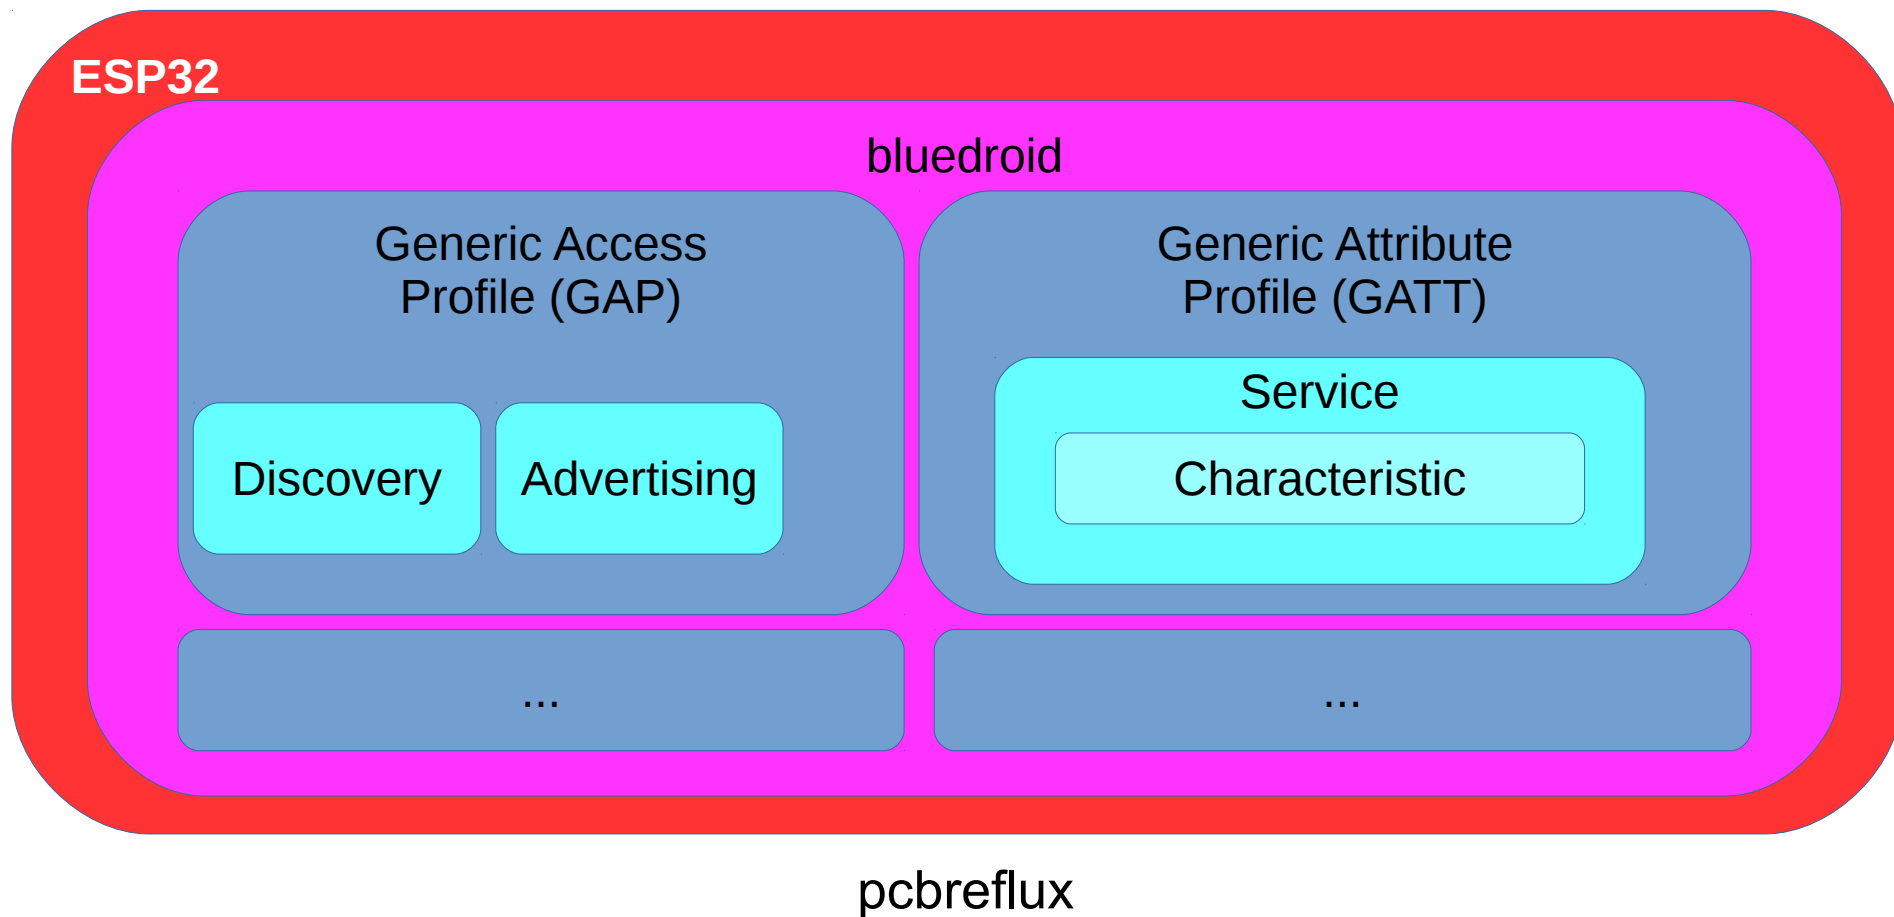 ESP32
bluedroid
Generic Access
Profile (GAP)
Generic Attribute
Profile (GATT)
Service
Discovery
Advertising
Characteristic
...
...
pcbreflux